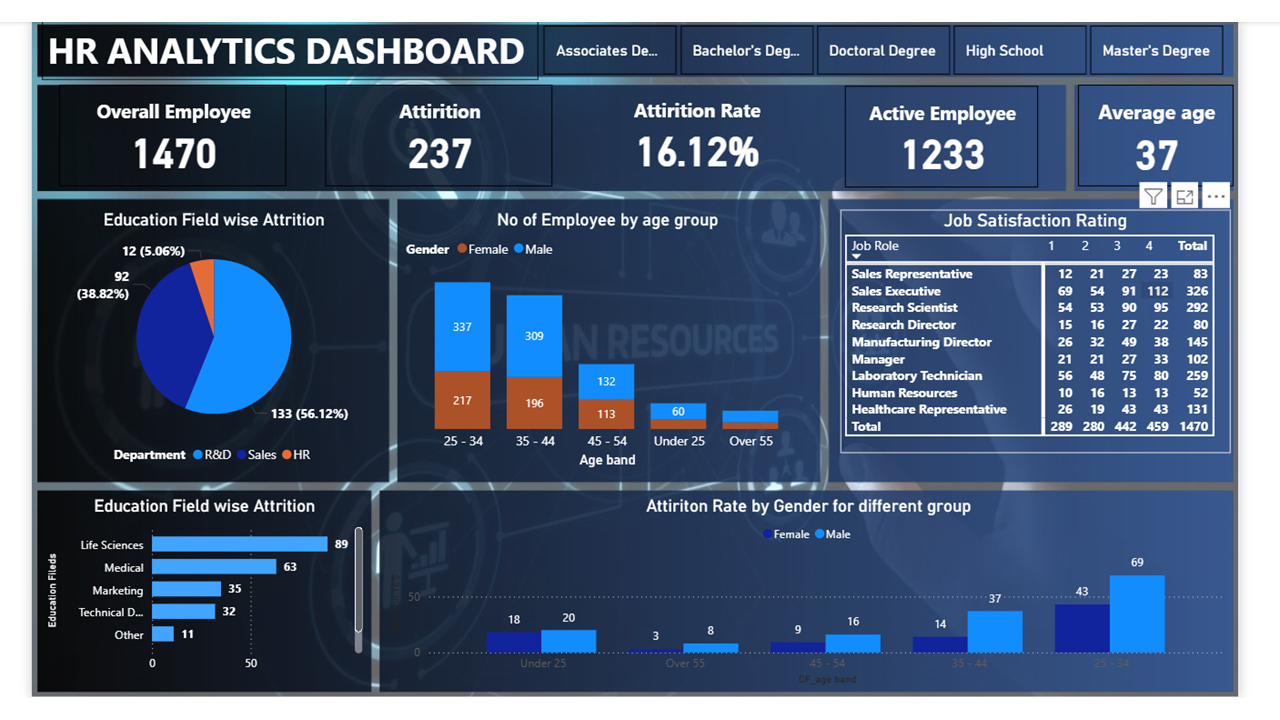 HR ANALYTICS DASHBOARD
Associates De...
Bachelor's Deg...
Doctoral Degree
High School
Master's Degree
Overall Employee
1470
Attirition
237
Attirition Rate
16.12%
Active Employee
1233
Average age
37
Education Field wise Attrition
12 (5.06%)
92
(38.82%)
133 (56.12%)
Department R&D Sales HR
No of Employee by age group
Gender Female Male
337
309
132
60
217
196
113
25 - 34 35 - 44 45 - 54 Under 25 Over 55
Age band
HUMAN RESOURCES
Job Satisfaction Rating
Job Role 1 2 3 4 Total
Sales Representative 12 21 27 23 83
Sales Executive 69 54 91 112 326
Research Scientist 54 53 90 95 292
Research Director 15 16 27 22 80
Manufacturing Director 26 32 49 38 145
Manager 21 21 27 33 102
Laboratory Technician 56 48 75 80 259
Human Resources 10 16 13 13 52
Healthcare Representative 26 19 43 43 131
Total 289 280 442 459 1470
Education Field wise Attrition
Education Fileds
Life Sciences 89
Medical 63
Marketing 35
Technical D... 32
Other 11
0 50
Attiriton Rate by Gender for different group
Female Male
50
0
18 20 3 8 9 16 14 37 43 69
Under 25 Over 55 45 - 54 35 - 44 25 - 34
CF_age band